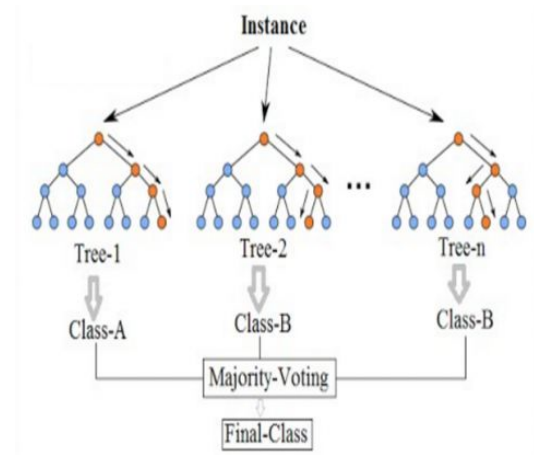 Instance
...
Tree-1
Tree-2
Tree-n
Class-A
Class-B
Class-B
Majority-Voting
Final-Class